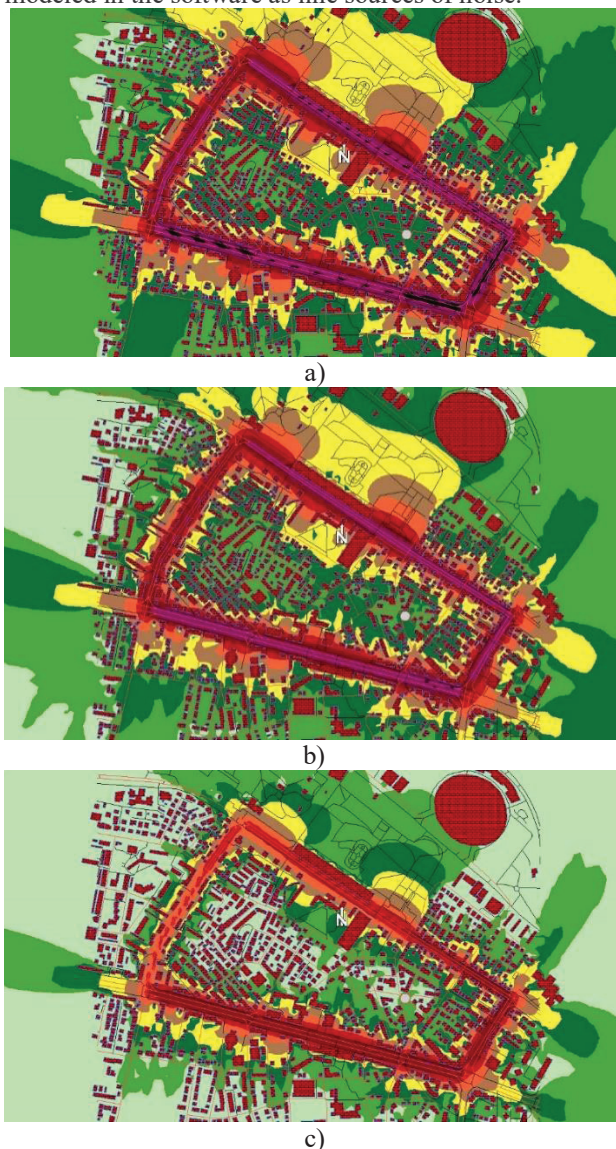 modeled in the software as line sources of noise.
N
a)
N
b)
N
c)